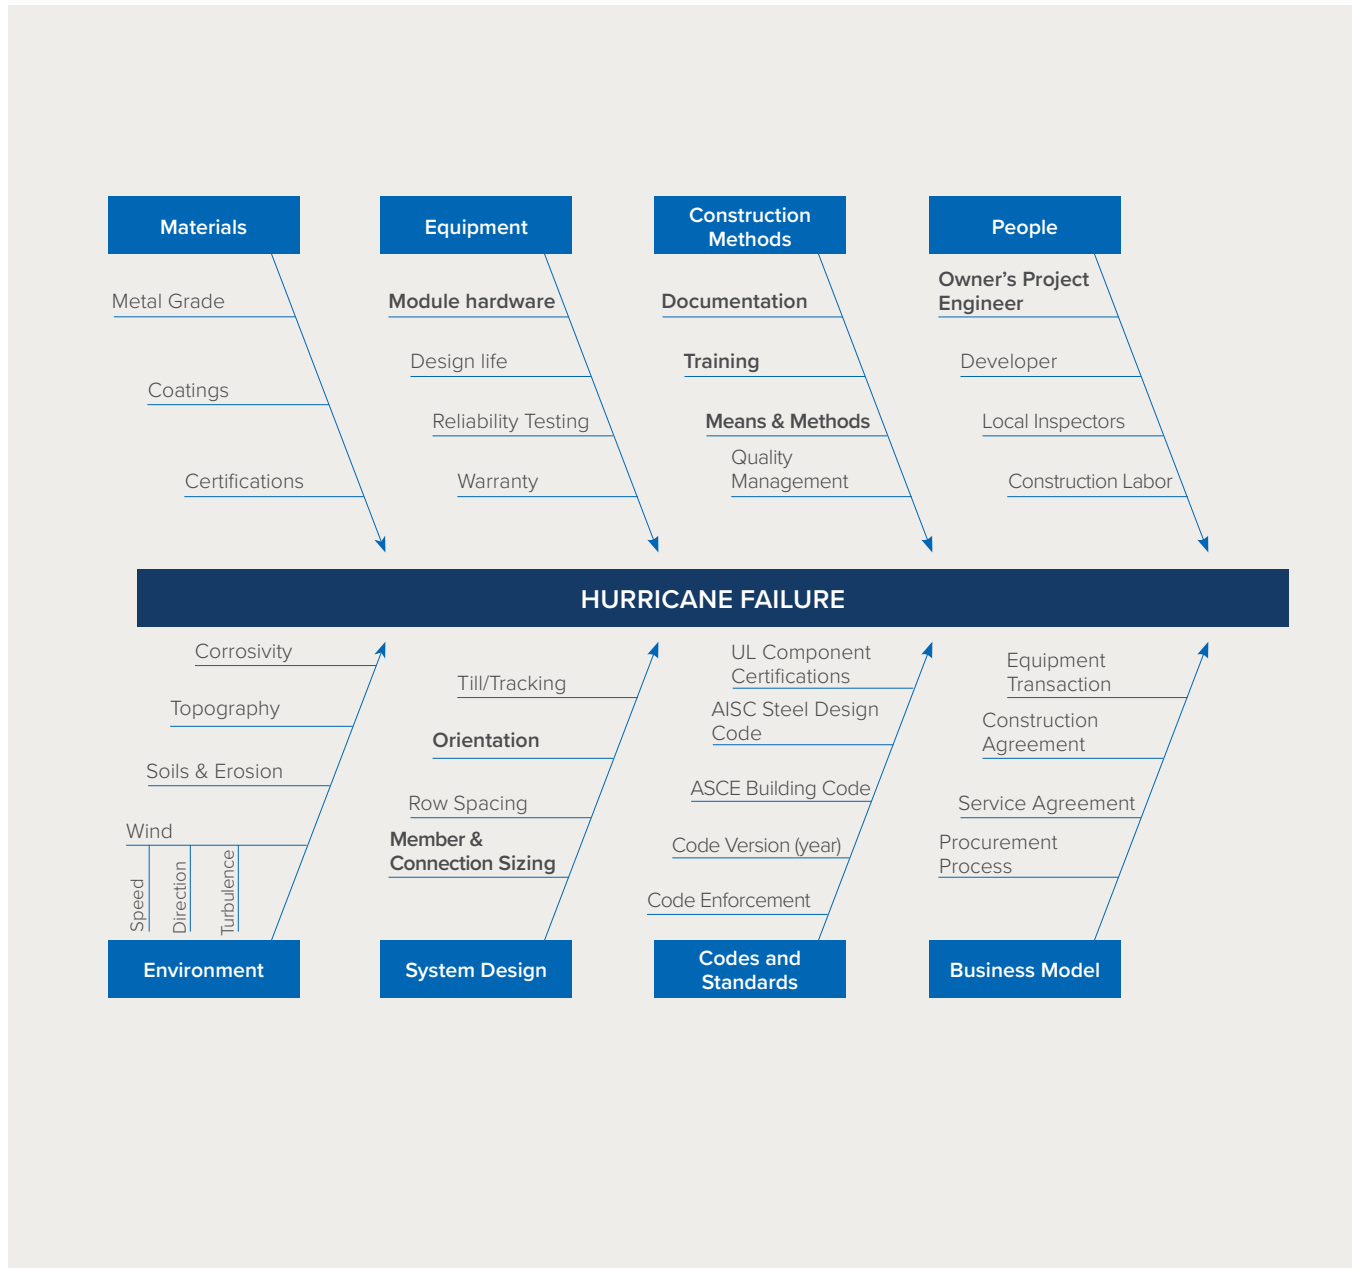 Materials
Metal Grade
Coatings
Certifications
Equipment
Module hardware
Design life
Reliability Testing
Warranty
Construction
Methods
Documentation
Training
Means & Methods
Quality
Management
People
Owner’s Project
Engineer
Developer
Local Inspectors
Construction Labor
HURRICANE FAILURE
Corrosivity
Topography
Soils & Erosion
Wind
Speed
Direction
Turbulence
Environment
Till/Tracking
Orientation
Row Spacing
Member &
Connection Sizing
System Design
UL Component
Certifications
AISC Steel Design
Code
ASCE Building Code
Code Version (year)
Code Enforcement
Codes and
Standards
Equipment
Transaction
Construction
Agreement
Service Agreement
Procurement
Process
Business Model